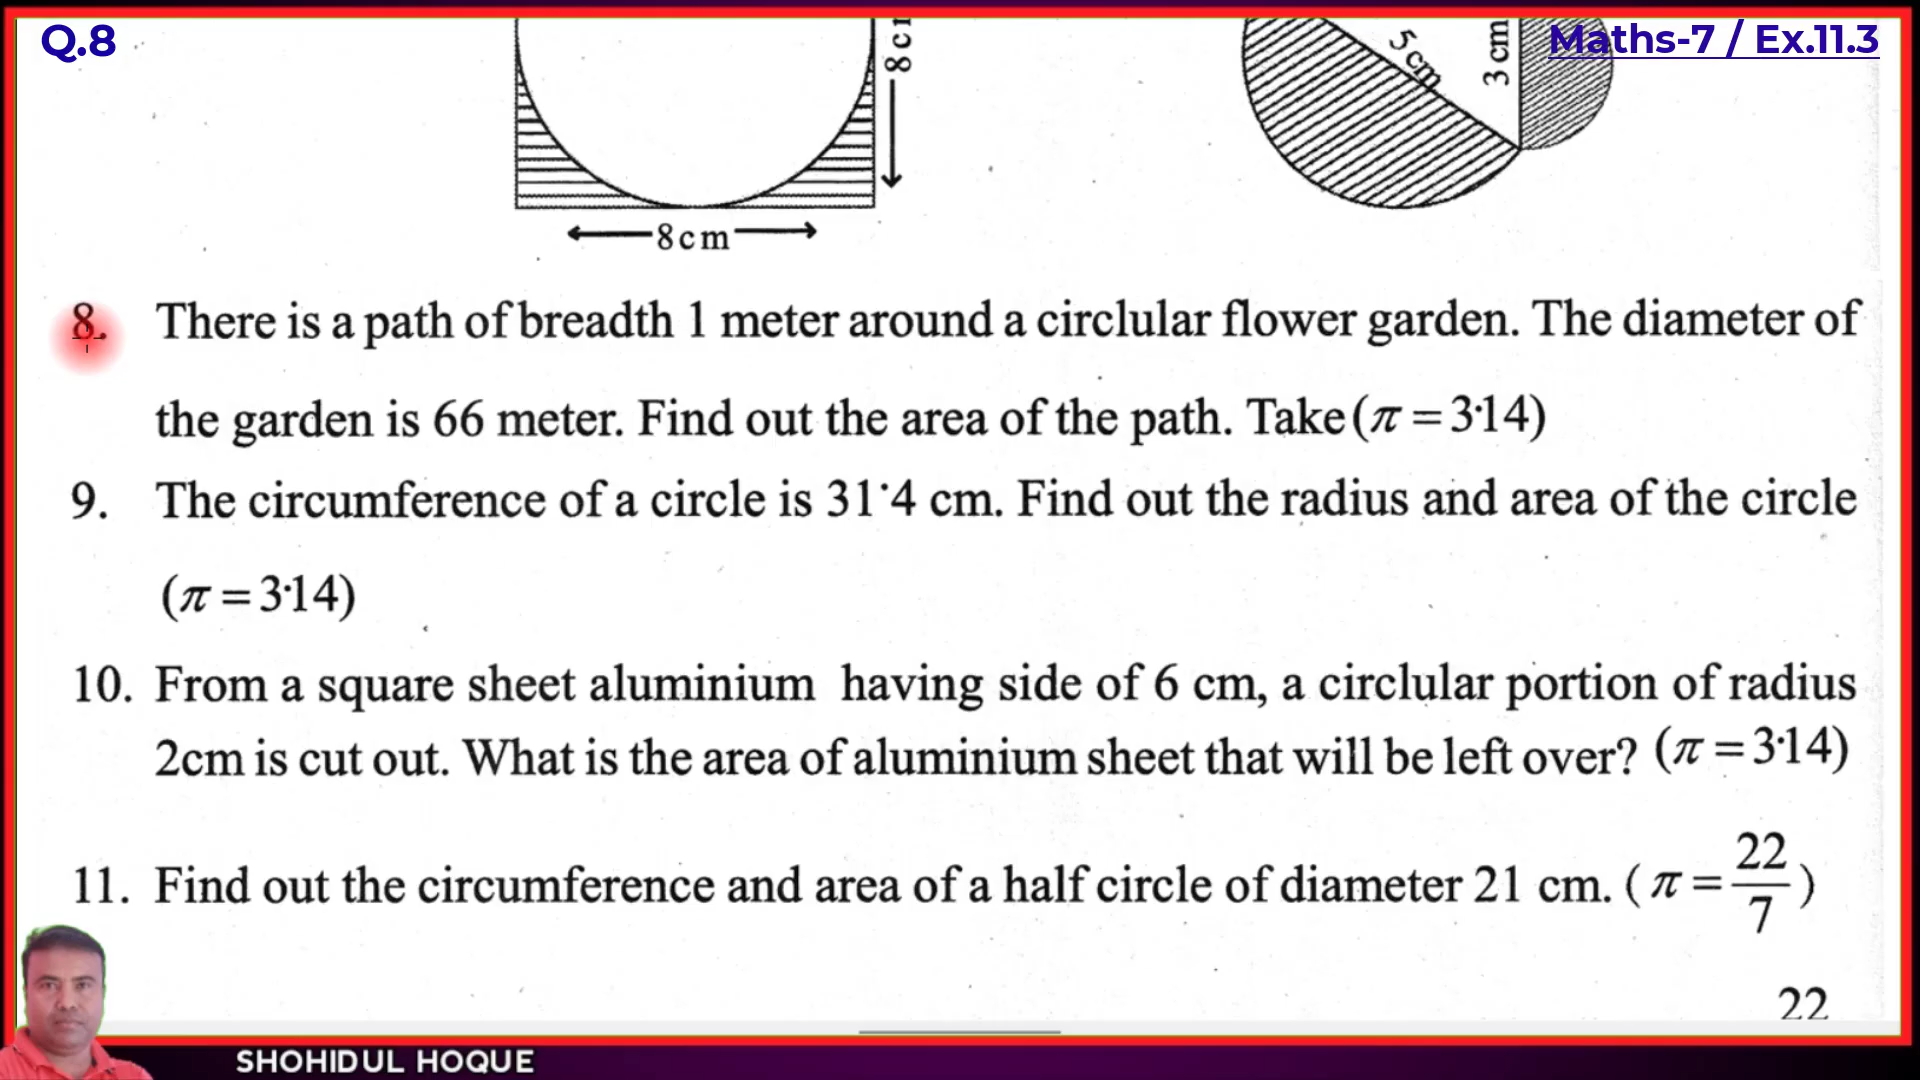 Q.8
Maths-7 / Ex.11.3
5 cm
3 cm
8 cm
8. There is a path of breadth 1 meter around a circlular flower garden. The diameter of
the garden is 66 meter. Find out the area of the path. Take (π = 3·14)
9. The circumference of a circle is 31·4 cm. Find out the radius and area of the circle
(π = 3·14)
10. From a square sheet aluminium having side of 6 cm, a circlular portion of radius
2cm is cut out. What is the area of aluminium sheet that will be left over? (π = 3·14)
11. Find out the circumference and area of a half circle of diameter 21 cm. ( π = 22/7 )
22
SHOHIDUL HOQUE